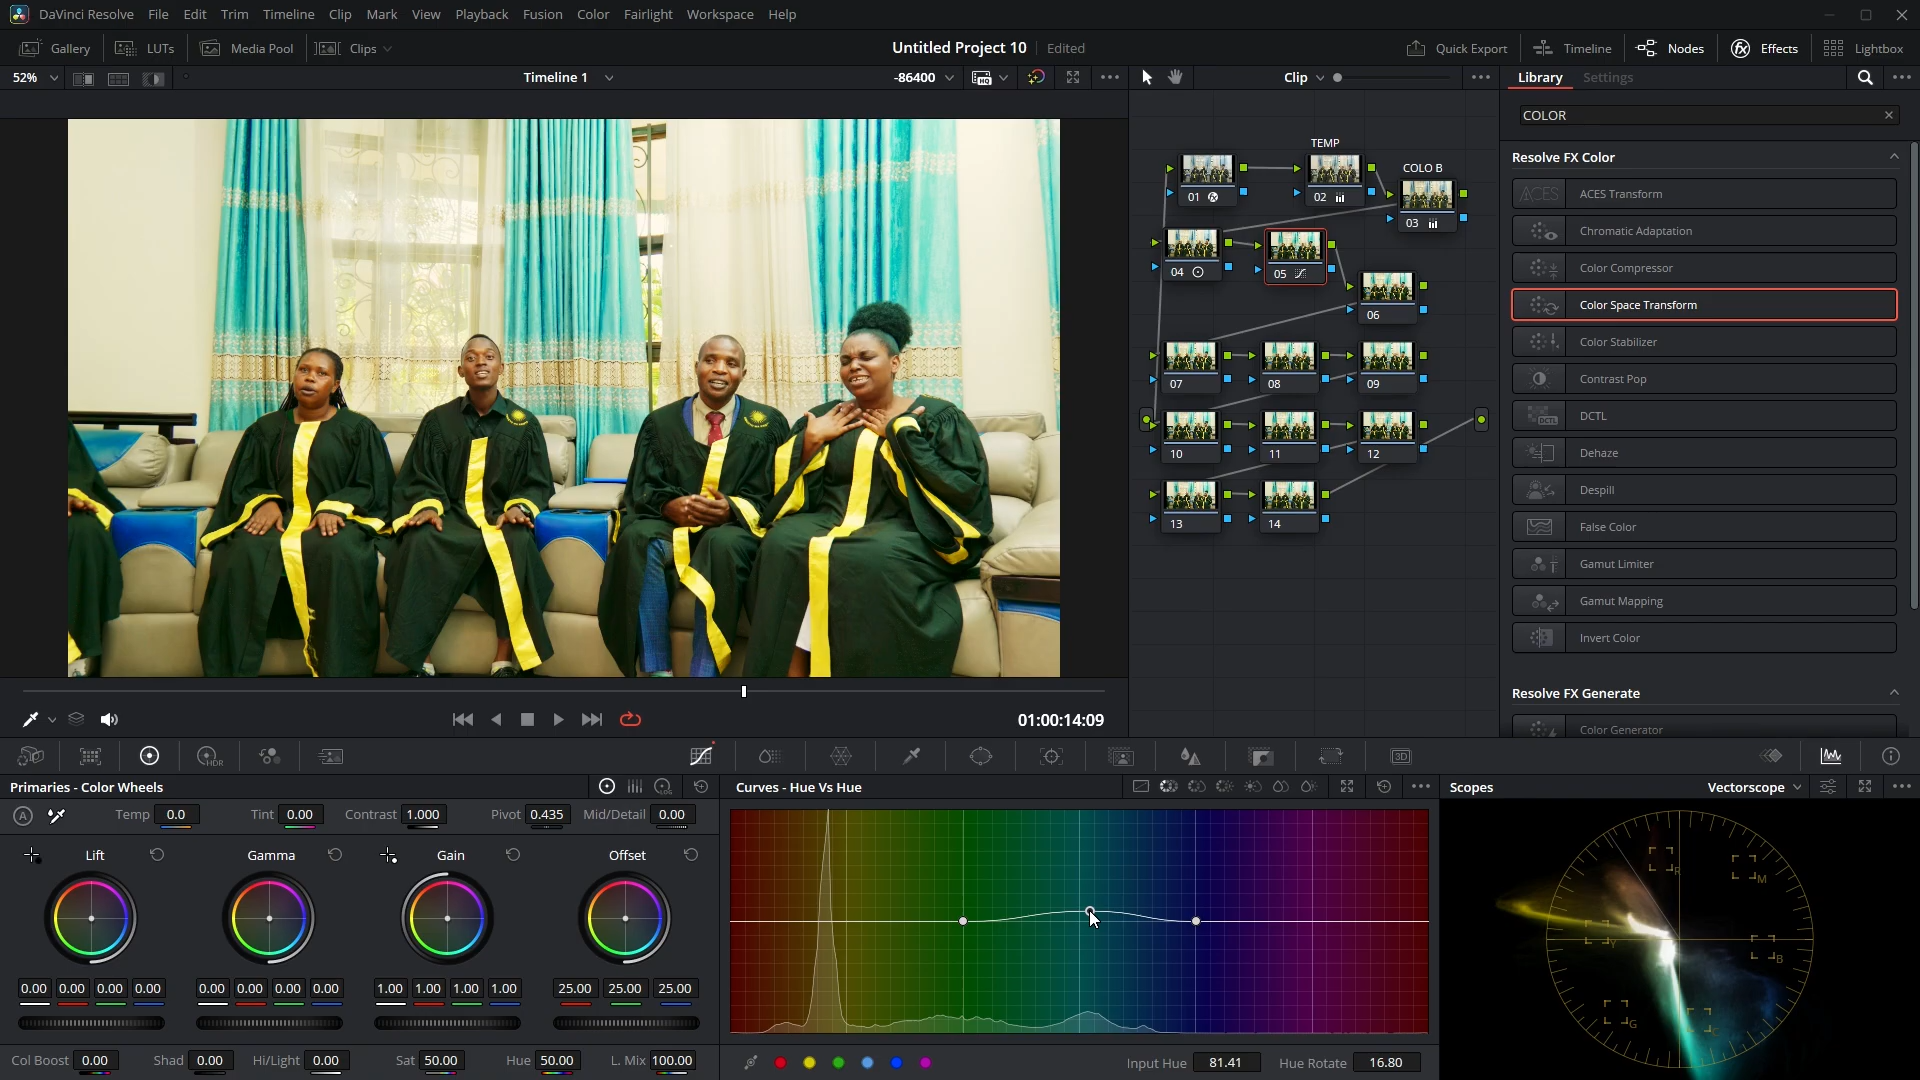 DaVinci Resolve File Edit Trim Timeline Clip Mark View Playback Fusion Color Fairlight Workspace Help
Gallery LUTs Media Pool Clips Untitled Project 10 Edited Quick Export Timeline Nodes Effects Lightbox
52% Timeline 1 -86400 HQ Clip Library Settings
COLOR
Resolve FX Color
ACES ACES Transform
Chromatic Adaptation
Color Compressor
Color Space Transform
Color Stabilizer
Contrast Pop
DCTL DCTL
Dehaze
Despill
False Color
Gamut Limiter
Gamut Mapping
Invert Color
Resolve FX Generate
Color Generator
TEMP
COLO B
01 02 03
04 05 06
07 08 09
10 11 12
13 14
01:00:14:09
HDR 3D
Primaries - Color Wheels
A Temp 0.0 Tint 0.00 Contrast 1.000 Pivot 0.435 Mid/Detail 0.00
Lift Gamma Gain Offset
0.00 0.00 0.00 0.00 0.00 0.00 0.00 0.00 1.00 1.00 1.00 1.00 25.00 25.00 25.00
Col Boost 0.00 Shad 0.00 Hi/Light 0.00 Sat 50.00 Hue 50.00 L. Mix 100.00
Curves - Hue Vs Hue
Input Hue 81.41 Hue Rotate 16.80
Scopes Vectorscope
R M
Y B
G